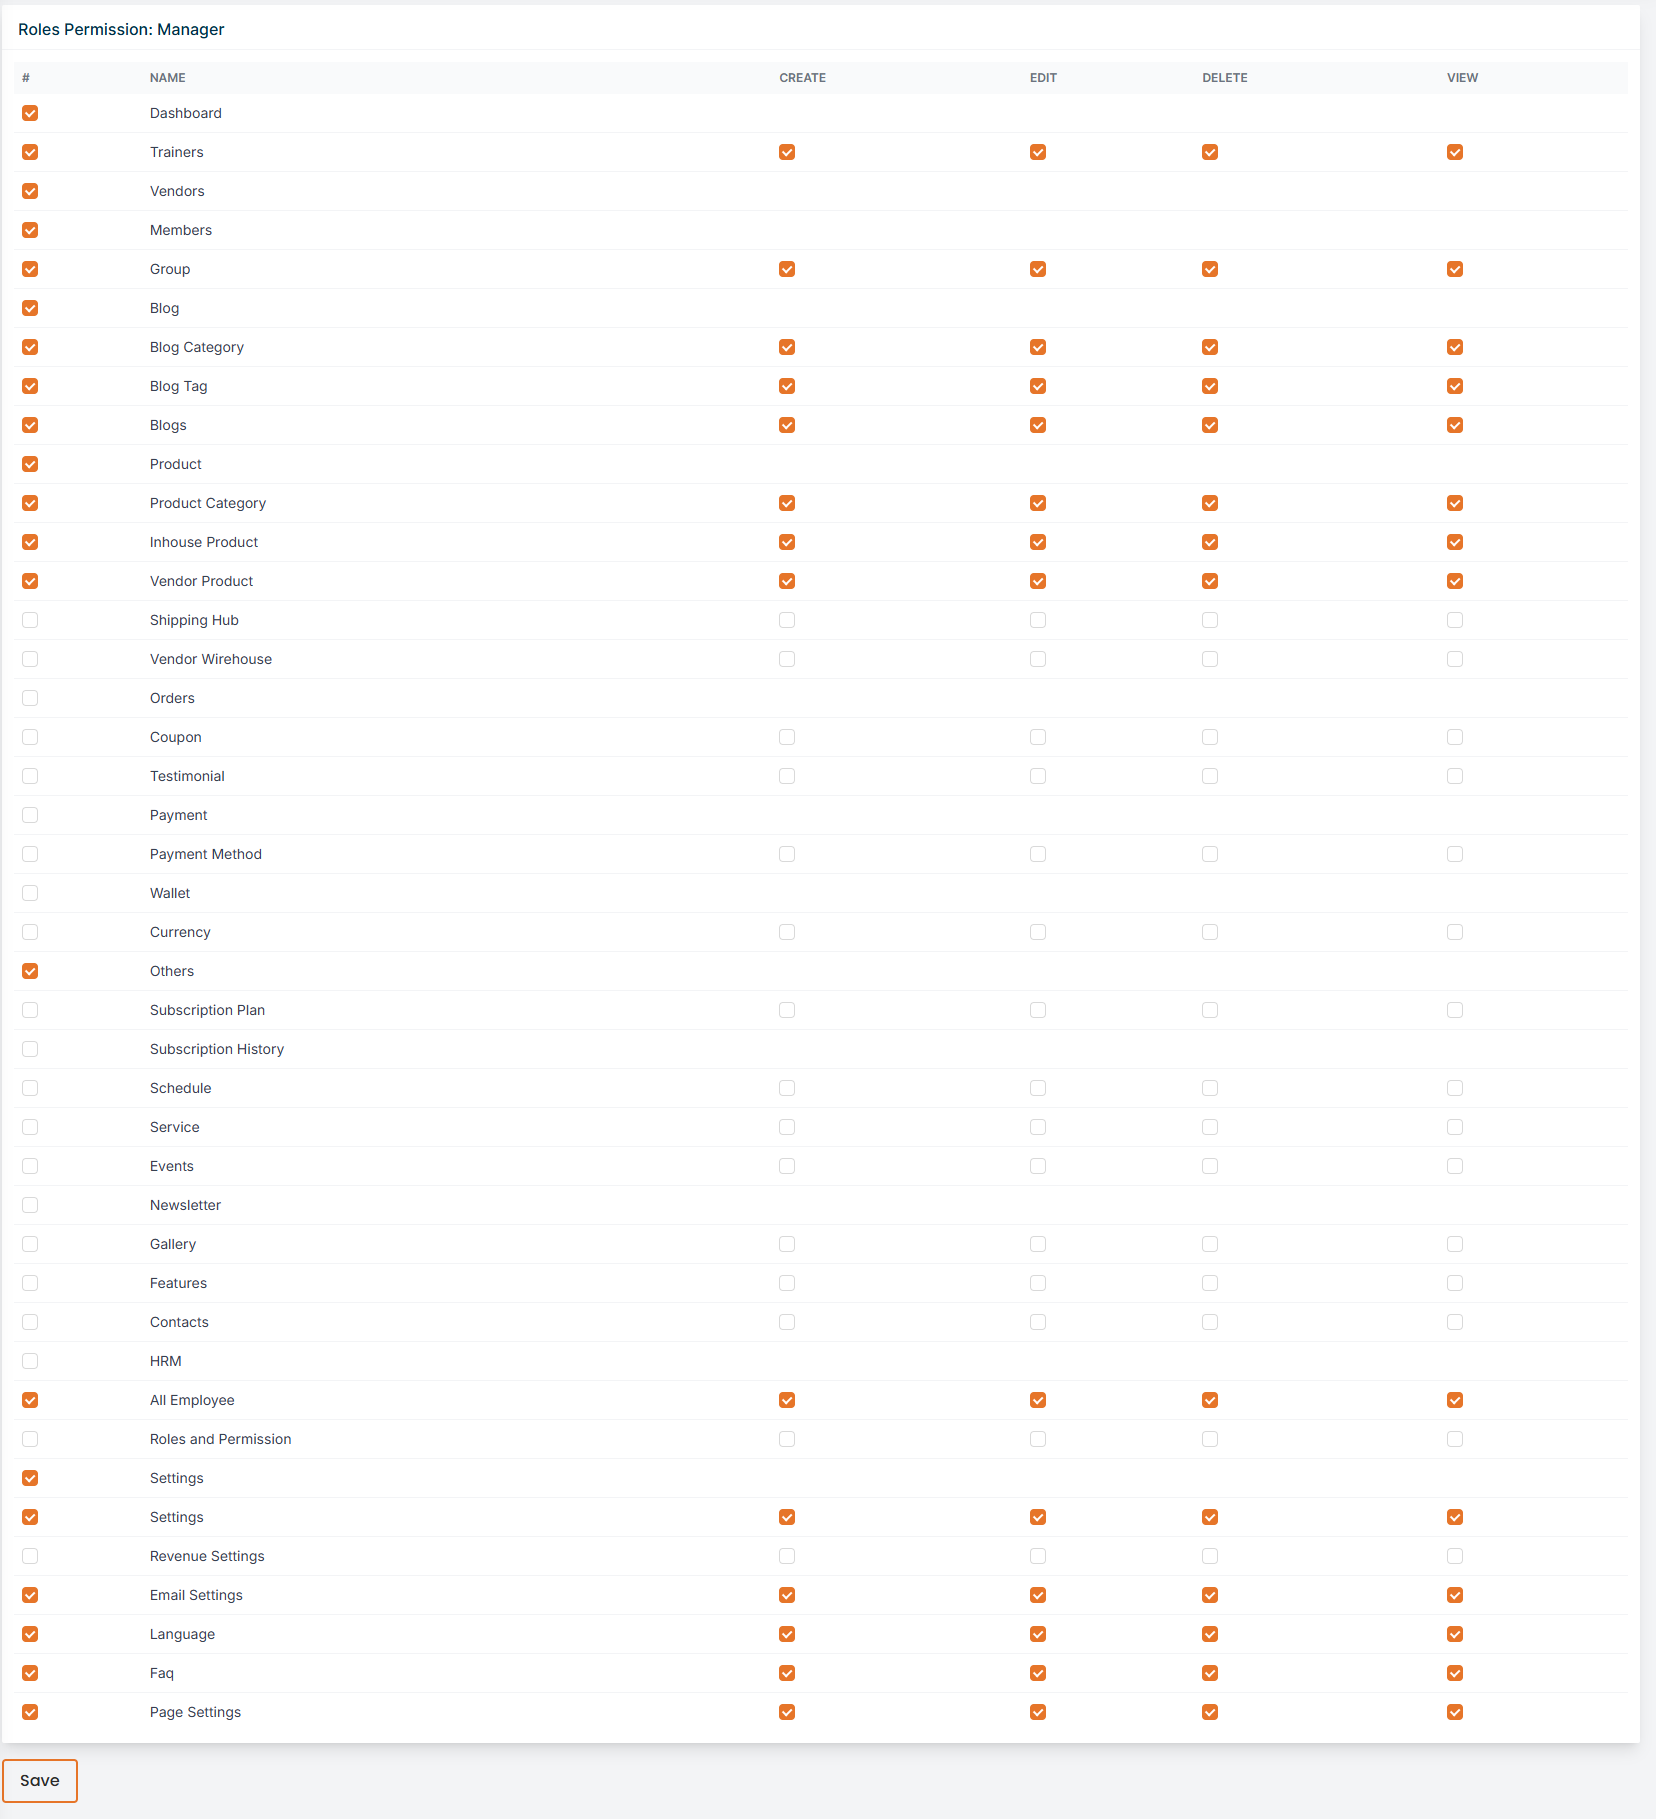 Roles Permission: Manager
# NAME CREATE EDIT DELETE VIEW
Dashboard
Trainers
Vendors
Members
Group
Blog
Blog Category
Blog Tag
Blogs
Product
Product Category
Inhouse Product
Vendor Product
Shipping Hub
Vendor Wirehouse
Orders
Coupon
Testimonial
Payment
Payment Method
Wallet
Currency
Others
Subscription Plan
Subscription History
Schedule
Service
Events
Newsletter
Gallery
Features
Contacts
HRM
All Employee
Roles and Permission
Settings
Settings
Revenue Settings
Email Settings
Language
Faq
Page Settings
Save